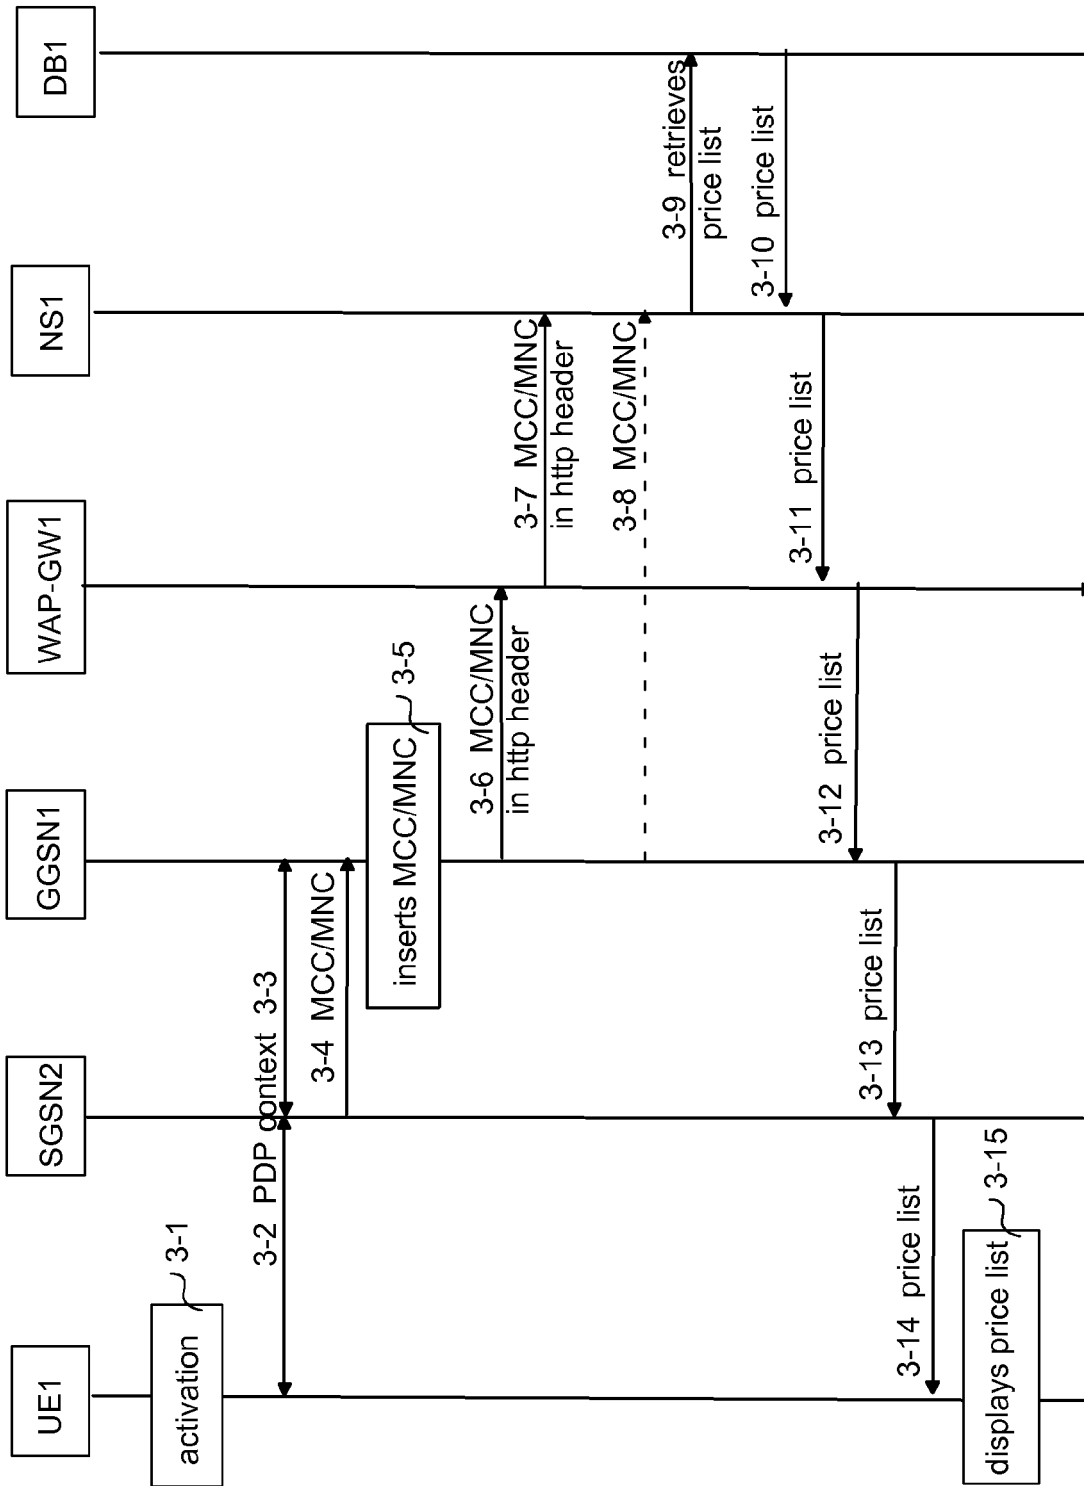 UE1
SGSN2
GGSN1
WAP-GW1
NS1
DB1
activation
3-1
3-2 PDP context 3-3
3-4 MCC/MNC
inserts MCC/MNC
3-5
3-6 MCC/MNC
in http header
3-7 MCC/MNC
in http header
3-8 MCC/MNC
3-9 retrieves
price list
3-10 price list
3-11 price list
3-12 price list
3-13 price list
3-14 price list
displays price list
3-15